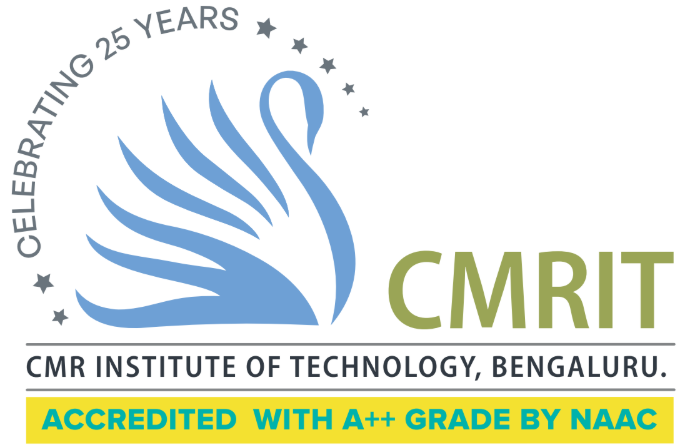 CELEBRATING 25 YEARS
CMRIT
CMR INSTITUTE OF TECHNOLOGY, BENGALURU.
ACCREDITED WITH A++ GRADE BY NAAC